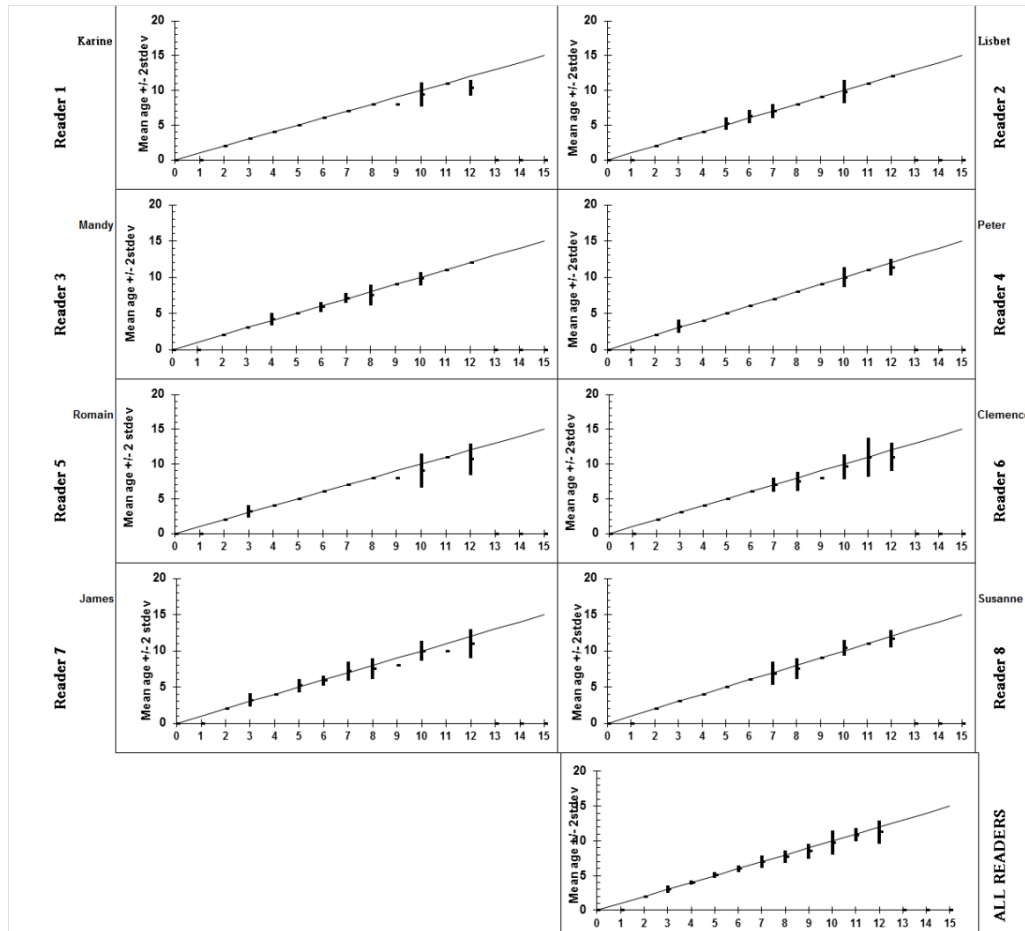 Karine
Reader 1
Mean age +/- 2stdev
20
15
10
5
0
0 1 2 3 4 5 6 7 8 9 10 11 12 13 14 15
Lisbet
Reader 2
Mean age +/- 2stdev
20
15
10
5
0
0 1 2 3 4 5 6 7 8 9 10 11 12 13 14 15
Mandy
Reader 3
Mean age +/- 2stdev
20
15
10
5
0
0 1 2 3 4 5 6 7 8 9 10 11 12 13 14 15
Peter
Reader 4
Mean age +/- 2stdev
20
15
10
5
0
0 1 2 3 4 5 6 7 8 9 10 11 12 13 14 15
Romain
Reader 5
Mean age +/- 2 stdev
20
15
10
5
0
0 1 2 3 4 5 6 7 8 9 10 11 12 13 14 15
Clemence
Reader 6
Mean age +/- 2stdev
20
15
10
5
0
0 1 2 3 4 5 6 7 8 9 10 11 12 13 14 15
James
Reader 7
Mean age +/- 2 stdev
20
15
10
5
0
0 1 2 3 4 5 6 7 8 9 10 11 12 13 14 15
Susanne
Reader 8
Mean age +/- 2stdev
20
15
10
5
0
0 1 2 3 4 5 6 7 8 9 10 11 12 13 14 15
ALL READERS
Mean age +/- 2stdev
20
15
10
5
0
0 1 2 3 4 5 6 7 8 9 10 11 12 13 14 15